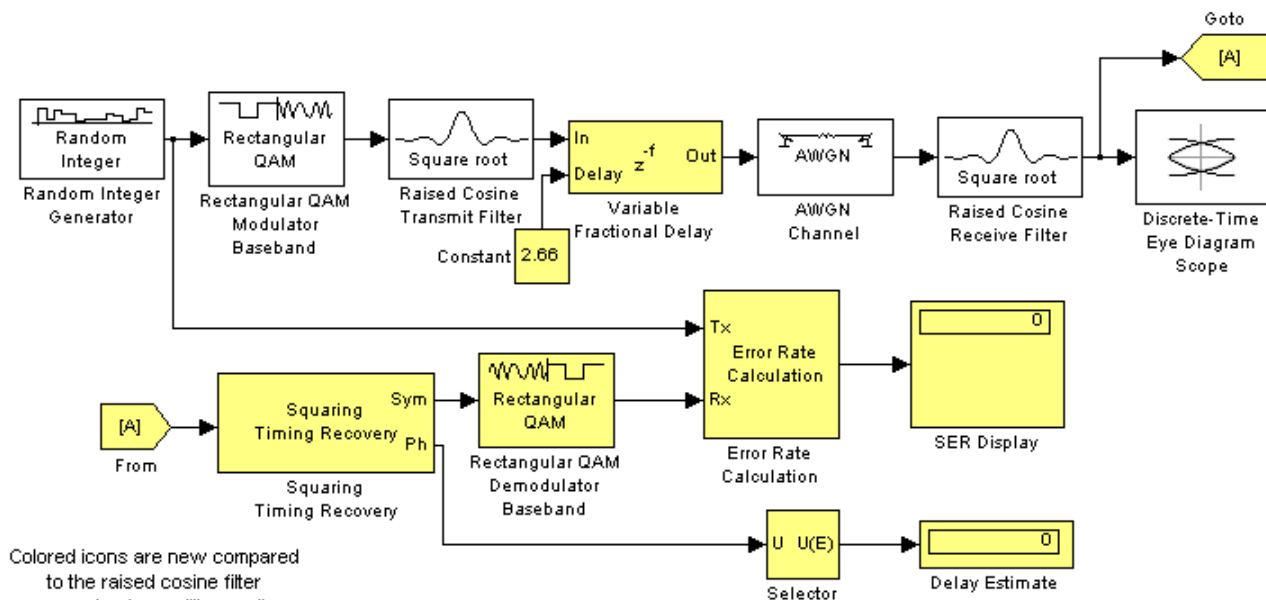 Goto
[A]
Random
Integer
Random Integer
Generator
Rectangular
QAM
Rectangular QAM
Modulator
Baseband
Square root
Raised Cosine
Transmit Filter
In
Delay
z-f
Out
Variable
Fractional Delay
Constant
2.66
AWGN
AWGN
Channel
Square root
Raised Cosine
Receive Filter
Discrete-Time
Eye Diagram
Scope
[A]
From
Squaring
Timing Recovery
Sym
Ph
Squaring
Timing Recovery
Rectangular
QAM
Rectangular QAM
Demodulator
Baseband
Tx
Rx
Error Rate
Calculation
Error Rate
Calculation
0
SER Display
U U(E)
Selector
0
Delay Estimate
Colored icons are new compared
to the raised cosine filter